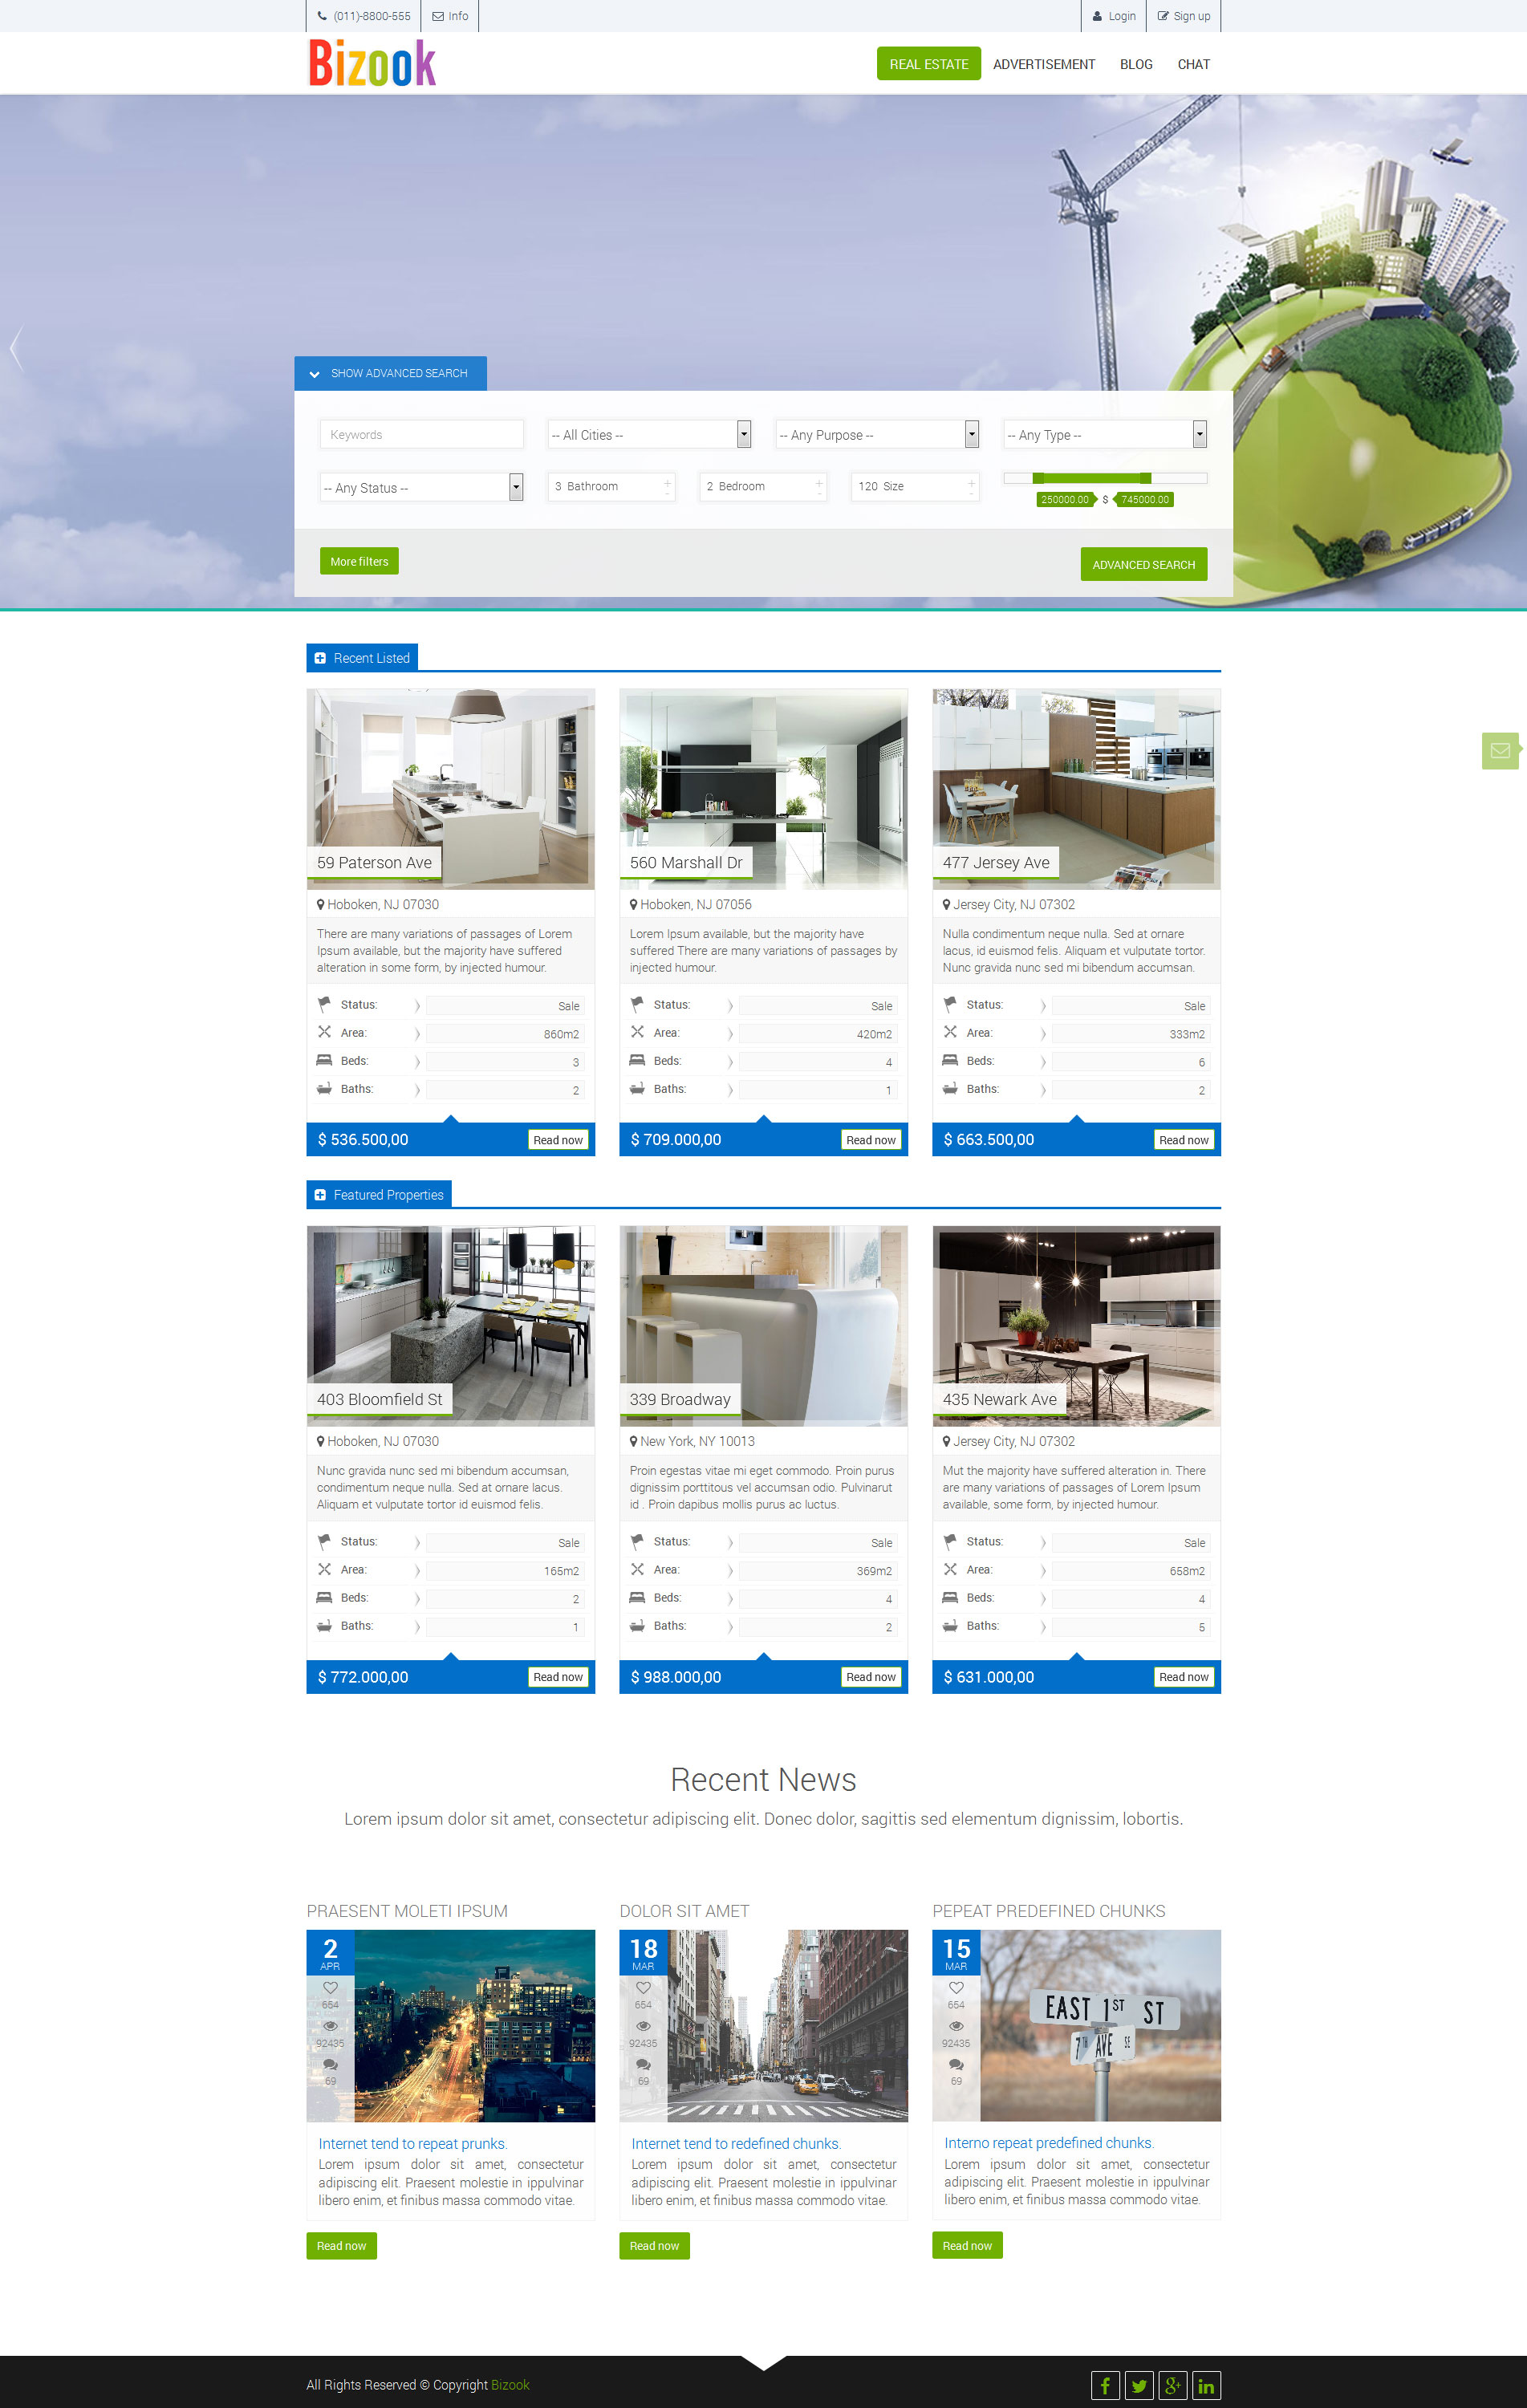 (011)-8800-555 Info Login Sign up
Bizook
REAL ESTATE ADVERTISEMENT BLOG CHAT
SHOW ADVANCED SEARCH
Keywords -- All Cities -- -- Any Purpose -- -- Any Type --
-- Any Status -- 3 Bathroom + - 2 Bedroom + - 120 Size + -
250000.00 $ 745000.00
More filters ADVANCED SEARCH
Recent Listed
59 Paterson Ave
Hoboken, NJ 07030
There are many variations of passages of Lorem
Ipsum available, but the majority have suffered
alteration in some form, by injected humour.
Status: Sale
Area: 860m2
Beds: 3
Baths: 2
$ 536.500,00 Read now
560 Marshall Dr
Hoboken, NJ 07056
Lorem Ipsum available, but the majority have
suffered There are many variations of passages by
injected humour.
Status: Sale
Area: 420m2
Beds: 4
Baths: 1
$ 709.000,00 Read now
477 Jersey Ave
Jersey City, NJ 07302
Nulla condimentum neque nulla. Sed at ornare
lacus, id euismod felis. Aliquam et vulputate tortor.
Nunc gravida nunc sed mi bibendum accumsan.
Status: Sale
Area: 333m2
Beds: 6
Baths: 2
$ 663.500,00 Read now
Featured Properties
403 Bloomfield St
Hoboken, NJ 07030
Nunc gravida nunc sed mi bibendum accumsan,
condimentum neque nulla. Sed at ornare lacus.
Aliquam et vulputate tortor id euismod felis.
Status: Sale
Area: 165m2
Beds: 2
Baths: 1
$ 772.000,00 Read now
339 Broadway
New York, NY 10013
Proin egestas vitae mi eget commodo. Proin purus
dignissim porttitous vel accumsan odio. Pulvinarut
id . Proin dapibus mollis purus ac luctus.
Status: Sale
Area: 369m2
Beds: 4
Baths: 2
$ 988.000,00 Read now
435 Newark Ave
Jersey City, NJ 07302
Mut the majority have suffered alteration in. There
are many variations of passages of Lorem Ipsum
available, some form, by injected humour.
Status: Sale
Area: 658m2
Beds: 4
Baths: 5
$ 631.000,00 Read now
Recent News
Lorem ipsum dolor sit amet, consectetur adipiscing elit. Donec dolor, sagittis sed elementum dignissim, lobortis.
PRAESENT MOLETI IPSUM
2
APR
654
92435
69
Internet tend to repeat prunks.
Lorem ipsum dolor sit amet, consectetur
adipiscing elit. Praesent molestie in ippulvinar
libero enim, et finibus massa commodo vitae.
Read now
DOLOR SIT AMET
18
MAR
654
92435
69
Internet tend to redefined chunks.
Lorem ipsum dolor sit amet, consectetur
adipiscing elit. Praesent molestie in ippulvinar
libero enim, et finibus massa commodo vitae.
Read now
PEPEAT PREDEFINED CHUNKS
15
MAR
654
92435
69
EAST 1ST ST
7TH AVE SE
Interno repeat predefined chunks.
Lorem ipsum dolor sit amet, consectetur
adipiscing elit. Praesent molestie in ippulvinar
libero enim, et finibus massa commodo vitae.
Read now
All Rights Reserved © Copyright Bizook